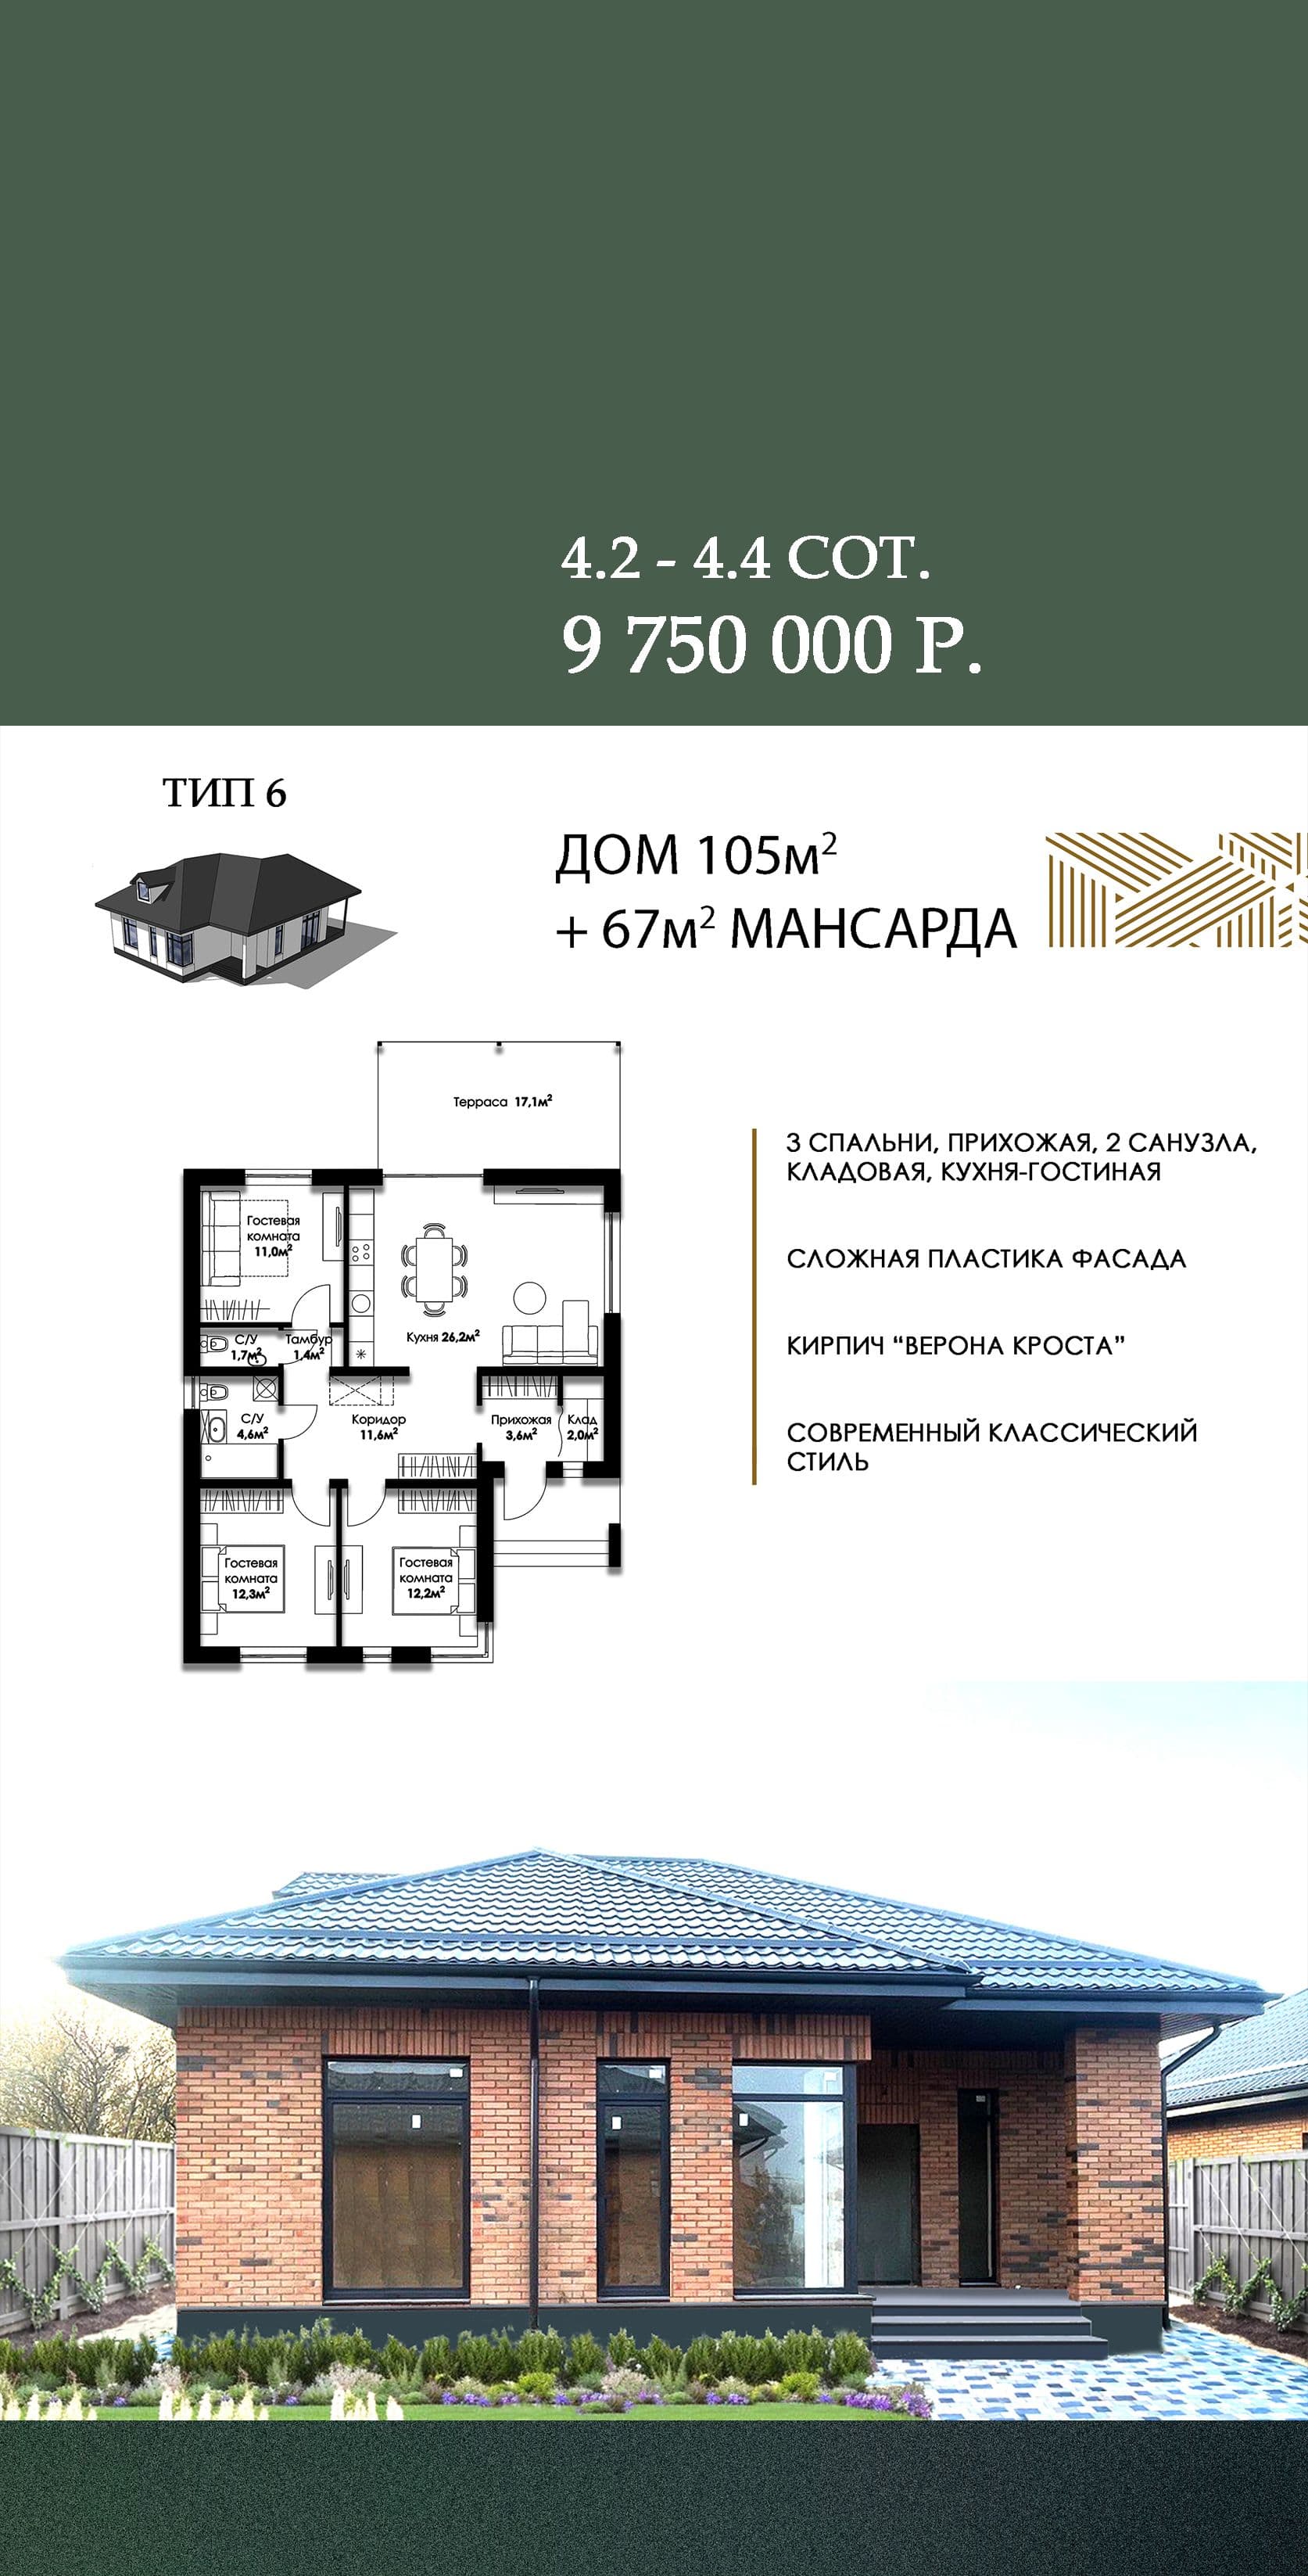 4.2 - 4.4 СОТ.
9 750 000 Р.
ТИП 6
ДОМ 105м²
+ 67м² МАНСАРДА
Терраса 17,1м²
Гостевая
комната
11,0м²
Кухня 26,2м²
С/У
1,7м²
Тамбур
1,4м²
С/У
4,6м²
Коридор
11,6м²
Прихожая
3,6м²
Клад
2,0м²
Гостевая
комната
12,3м²
Гостевая
комната
12,2м²
3 СПАЛЬНИ, ПРИХОЖАЯ, 2 САНУЗЛА,
КЛАДОВАЯ, КУХНЯ-ГОСТИНАЯ
СЛОЖНАЯ ПЛАСТИКА ФАСАДА
КИРПИЧ “ВЕРОНА КРОСТА”
СОВРЕМЕННЫЙ КЛАССИЧЕСКИЙ
СТИЛЬ